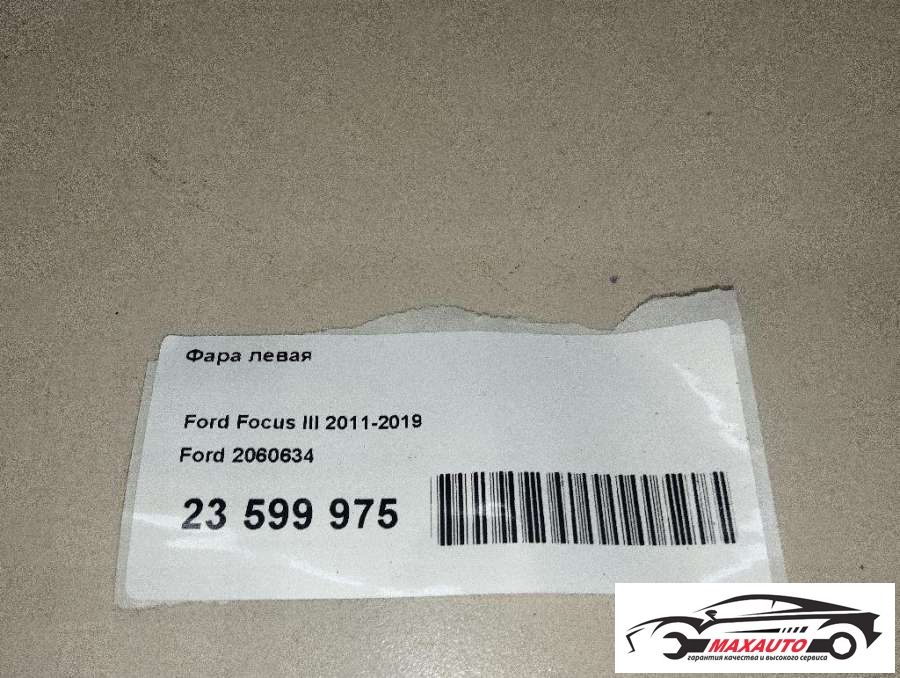 Фара левая
Ford Focus III 2011-2019
Ford 2060634
23 599 975
MAXAUTO
гарантия качества и высокого сервиса